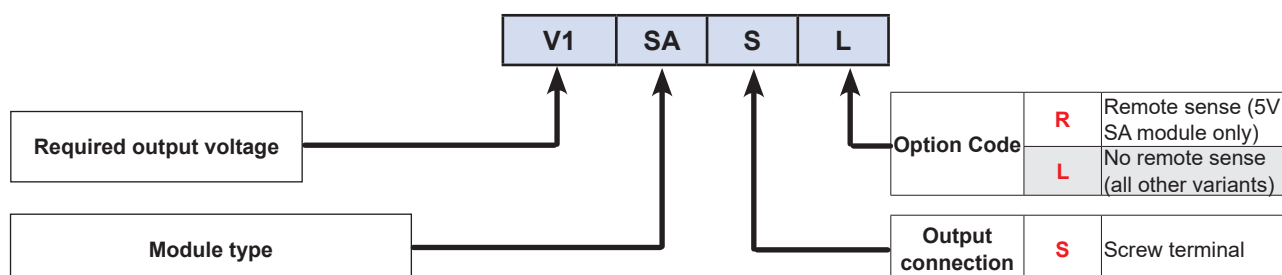 V1 SA S L
Required output voltage
Module type
Option Code
R Remote sense (5V
SA module only)
L No remote sense
(all other variants)
Output
connection
S Screw terminal